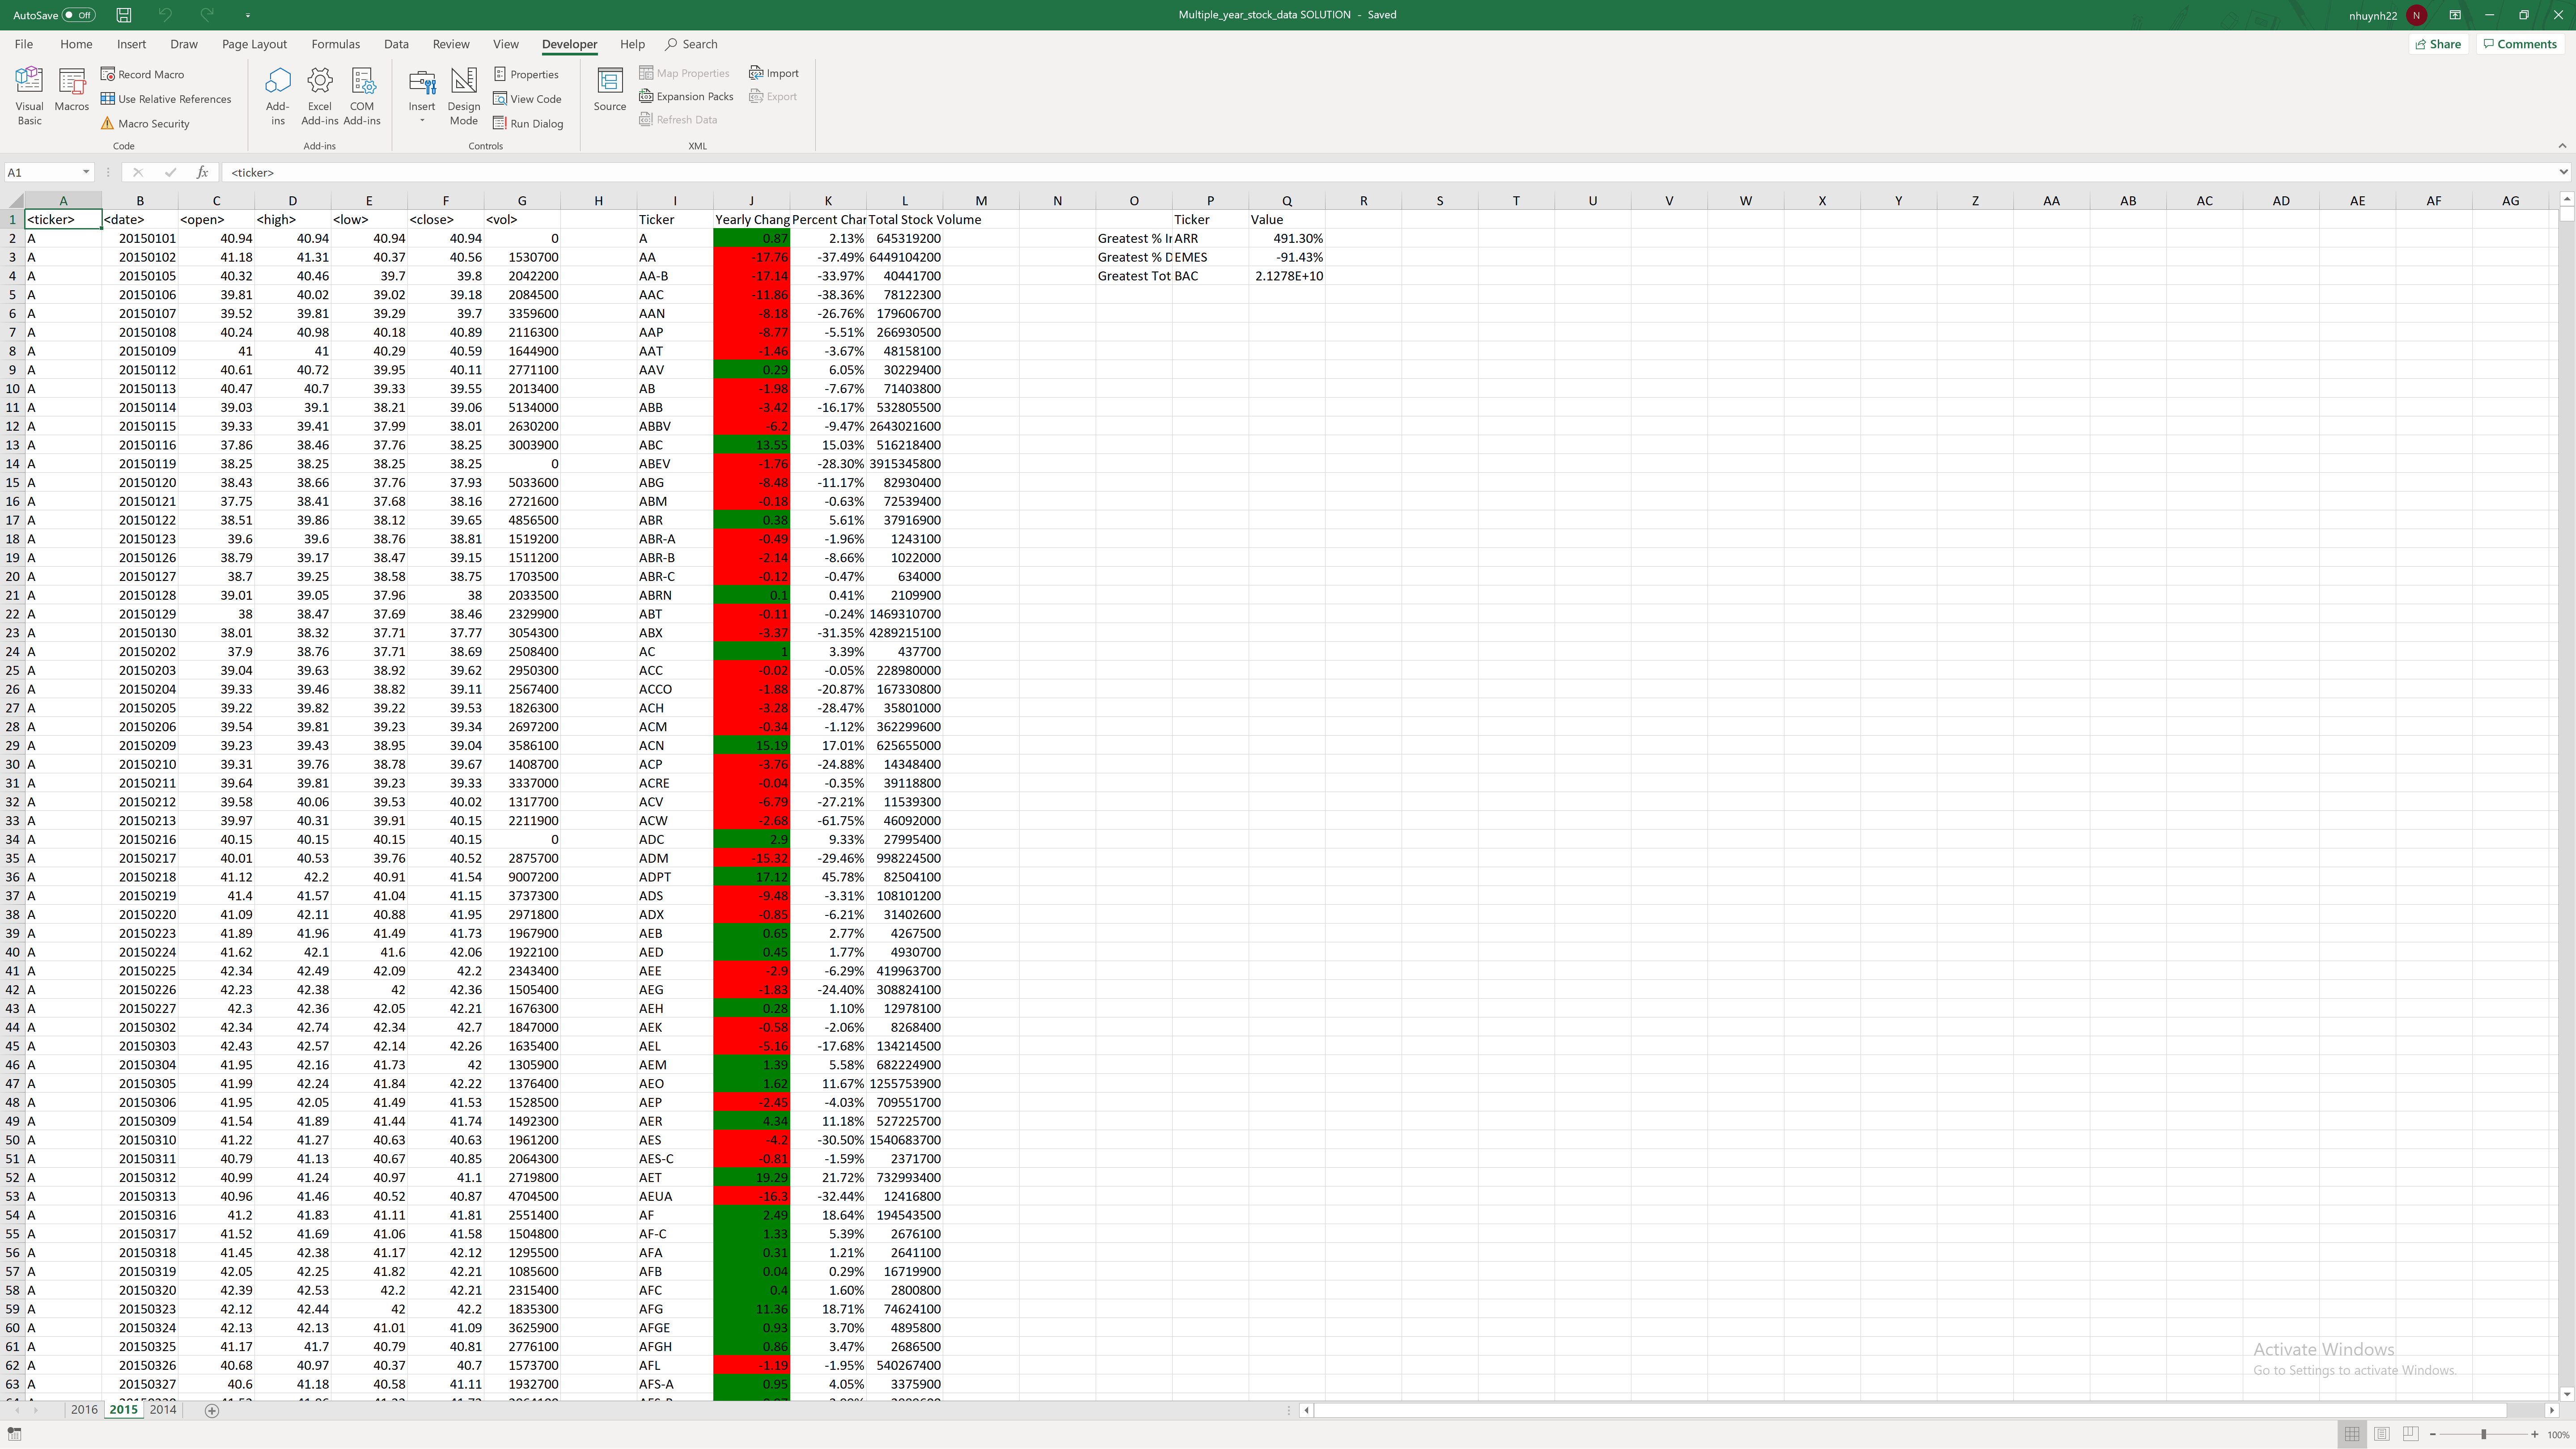 AutoSave Off Multiple_year_stock_data SOLUTION - Saved nhuynh22 N
File Home Insert Draw Page Layout Formulas Data Review View Developer Help Search Share Comments
Visual Basic Macros Record Macro Use Relative References Macro Security
Add-ins Excel Add-ins COM Add-ins Insert Design Mode Properties View Code Run Dialog
Source Map Properties Expansion Packs Refresh Data Import Export
Code Add-ins Controls XML
A1 fx <ticker>
A B C D E F G H I J K L M N O P Q R S T U V W X Y Z AA AB AC AD AE AF AG
1 <ticker> <date> <open> <high> <low> <close> <vol> Ticker Yearly Chang Percent Char Total Stock Volume Ticker Value
2 A 20150101 40.94 40.94 40.94 40.94 0 A 0.87 2.13% 645319200 Greatest % Ir ARR 491.30%
3 A 20150102 41.18 41.31 40.37 40.56 1530700 AA -17.76 -37.49% 6449104200 Greatest % D EMES -91.43%
4 A 20150105 40.32 40.46 39.7 39.8 2042200 AA-B -17.14 -33.97% 40441700 Greatest Tot BAC 2.1278E+10
5 A 20150106 39.81 40.02 39.02 39.18 2084500 AAC -11.86 -38.36% 78122300
6 A 20150107 39.52 39.81 39.29 39.7 3359600 AAN -8.18 -26.76% 179606700
7 A 20150108 40.24 40.98 40.18 40.89 2116300 AAP -8.77 -5.51% 266930500
8 A 20150109 41 41 40.29 40.59 1644900 AAT -1.46 -3.67% 48158100
9 A 20150112 40.61 40.72 39.95 40.11 2771100 AAV 0.29 6.05% 30229400
10 A 20150113 40.47 40.7 39.33 39.55 2013400 AB -1.98 -7.67% 71403800
11 A 20150114 39.03 39.1 38.21 39.06 5134000 ABB -3.42 -16.17% 532805500
12 A 20150115 39.33 39.41 37.99 38.01 2630200 ABBV -6.2 -9.47% 2643021600
13 A 20150116 37.86 38.46 37.76 38.25 3003900 ABC 13.55 15.03% 516218400
14 A 20150119 38.25 38.25 38.25 38.25 0 ABEV -1.76 -28.30% 3915345800
15 A 20150120 38.43 38.66 37.76 37.93 5033600 ABG -8.48 -11.17% 82930400
16 A 20150121 37.75 38.41 37.68 38.16 2721600 ABM -0.18 -0.63% 72539400
17 A 20150122 38.51 39.86 38.12 39.65 4856500 ABR 0.38 5.61% 37916900
18 A 20150123 39.6 39.6 38.76 38.81 1519200 ABR-A -0.49 -1.96% 1243100
19 A 20150126 38.79 39.17 38.47 39.15 1511200 ABR-B -2.14 -8.66% 1022000
20 A 20150127 38.7 39.25 38.58 38.75 1703500 ABR-C -0.12 -0.47% 634000
21 A 20150128 39.01 39.05 37.96 38 2033500 ABRN 0.1 0.41% 2109900
22 A 20150129 38 38.47 37.69 38.46 2329900 ABT -0.11 -0.24% 1469310700
23 A 20150130 38.01 38.32 37.71 37.77 3054300 ABX -3.37 -31.35% 4289215100
24 A 20150202 37.9 38.76 37.71 38.69 2508400 AC 1 3.39% 437700
25 A 20150203 39.04 39.63 38.92 39.62 2950300 ACC -0.02 -0.05% 228980000
26 A 20150204 39.33 39.46 38.82 39.11 2567400 ACCO -1.88 -20.87% 167330800
27 A 20150205 39.22 39.82 39.22 39.53 1826300 ACH -3.28 -28.47% 35801000
28 A 20150206 39.54 39.81 39.23 39.34 2697200 ACM -0.34 -1.12% 362299600
29 A 20150209 39.23 39.43 38.95 39.04 3586100 ACN 15.19 17.01% 625655000
30 A 20150210 39.31 39.76 38.78 39.67 1408700 ACP -3.76 -24.88% 14348400
31 A 20150211 39.64 39.81 39.23 39.33 3337000 ACRE -0.04 -0.35% 39118800
32 A 20150212 39.58 40.06 39.53 40.02 1317700 ACV -6.79 -27.21% 11539300
33 A 20150213 39.97 40.31 39.91 40.15 2211900 ACW -2.68 -61.75% 46092000
34 A 20150216 40.15 40.15 40.15 40.15 0 ADC 2.9 9.33% 27995400
35 A 20150217 40.01 40.53 39.76 40.52 2875700 ADM -15.32 -29.46% 998224500
36 A 20150218 41.12 42.2 40.91 41.54 9007200 ADPT 17.12 45.78% 82504100
37 A 20150219 41.4 41.57 41.04 41.15 3737300 ADS -9.48 -3.31% 108101200
38 A 20150220 41.09 42.11 40.88 41.95 2971800 ADX -0.85 -6.21% 31402600
39 A 20150223 41.89 41.96 41.49 41.73 1967900 AEB 0.65 2.77% 4267500
40 A 20150224 41.62 42.1 41.6 42.06 1922100 AED 0.45 1.77% 4930700
41 A 20150225 42.34 42.49 42.09 42.2 2343400 AEE -2.9 -6.29% 419963700
42 A 20150226 42.23 42.38 42 42.36 1505400 AEG -1.83 -24.40% 308824100
43 A 20150227 42.3 42.36 42.05 42.21 1676300 AEH 0.28 1.10% 12978100
44 A 20150302 42.34 42.74 42.34 42.7 1847000 AEK -0.58 -2.06% 8268400
45 A 20150303 42.43 42.57 42.14 42.26 1635400 AEL -5.16 -17.68% 134214500
46 A 20150304 41.95 42.16 41.73 42 1305900 AEM 1.39 5.58% 682224900
47 A 20150305 41.99 42.24 41.84 42.22 1376400 AEO 1.62 11.67% 1255753900
48 A 20150306 41.95 42.05 41.49 41.53 1528500 AEP -2.45 -4.03% 709551700
49 A 20150309 41.54 41.89 41.44 41.74 1492300 AER 4.34 11.18% 527225700
50 A 20150310 41.22 41.27 40.63 40.63 1961200 AES -4.2 -30.50% 1540683700
51 A 20150311 40.79 41.13 40.67 40.85 2064300 AES-C -0.81 -1.59% 2371700
52 A 20150312 40.99 41.24 40.97 41.1 2719800 AET 19.29 21.72% 732993400
53 A 20150313 40.96 41.46 40.52 40.87 4704500 AEUA -16.3 -32.44% 12416800
54 A 20150316 41.2 41.83 41.11 41.81 2551400 AF 2.49 18.64% 194543500
55 A 20150317 41.52 41.69 41.06 41.58 1504800 AF-C 1.33 5.39% 2676100
56 A 20150318 41.45 42.38 41.17 42.12 1295500 AFA 0.31 1.21% 2641100
57 A 20150319 42.05 42.25 41.82 42.21 1085600 AFB 0.04 0.29% 16719900
58 A 20150320 42.39 42.53 42.2 42.21 2315400 AFC 0.4 1.60% 2800800
59 A 20150323 42.12 42.44 42 42.2 1835300 AFG 11.36 18.71% 74624100
60 A 20150324 42.13 42.13 41.01 41.09 3625900 AFGE 0.93 3.70% 4895800
61 A 20150325 41.17 41.7 40.79 40.81 2776100 AFGH 0.86 3.47% 2686500
62 A 20150326 40.68 40.97 40.37 40.7 1573700 AFL -1.19 -1.95% 540267400
63 A 20150327 40.6 41.18 40.58 41.11 1932700 AFS-A 0.95 4.05% 3375900
Activate Windows
Go to Settings to activate Windows.
2016 2015 2014
100%